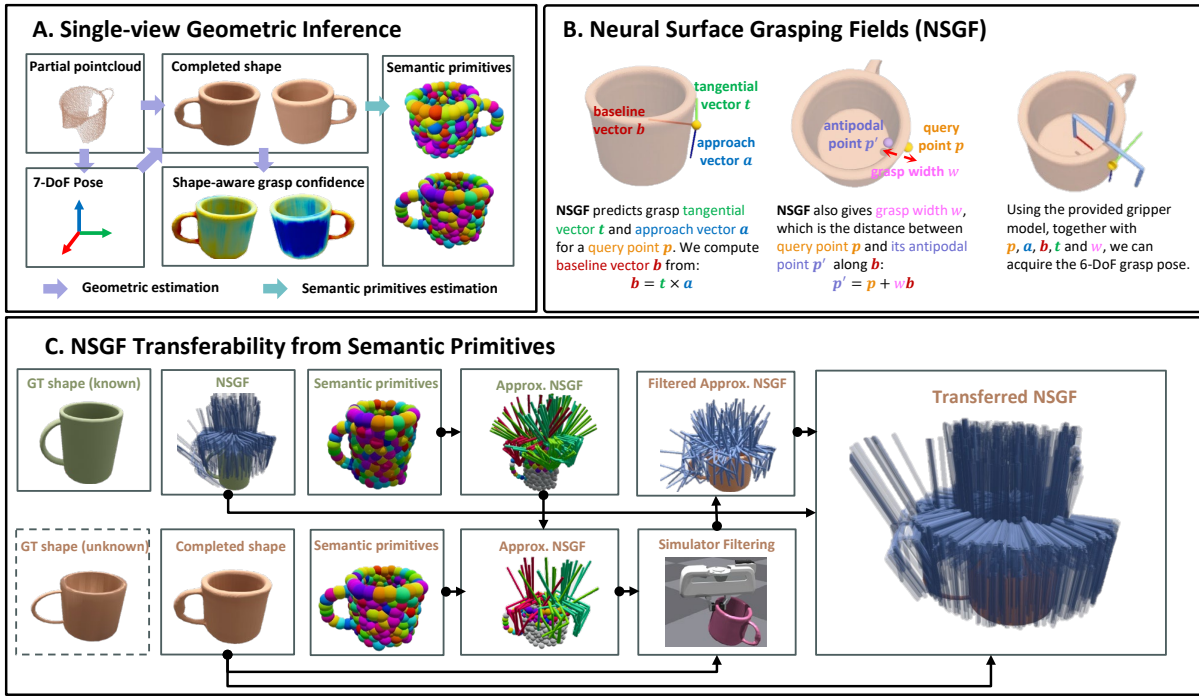 A. Single-view Geometric Inference
Partial pointcloud
Completed shape
Semantic primitives
7-DoF Pose
Shape-aware grasp confidence
Geometric estimation
Semantic primitives estimation
B. Neural Surface Grasping Fields (NSGF)
tangential
vector t
baseline
vector b
approach
vector a
antipodal
point p′
query
point p
grasp width w
NSGF predicts grasp tangential
vector t and approach vector a
for a query point p. We compute
baseline vector b from:
b = t × a
NSGF also gives grasp width w,
which is the distance between
query point p and its antipodal
point p′ along b:
p′ = p + wb
Using the provided gripper
model, together with
p, a, b, t and w, we can
acquire the 6-DoF grasp pose.
C. NSGF Transferability from Semantic Primitives
GT shape (known)
NSGF
Semantic primitives
Approx. NSGF
Filtered Approx. NSGF
Transferred NSGF
GT shape (unknown)
Completed shape
Semantic primitives
Approx. NSGF
Simulator Filtering